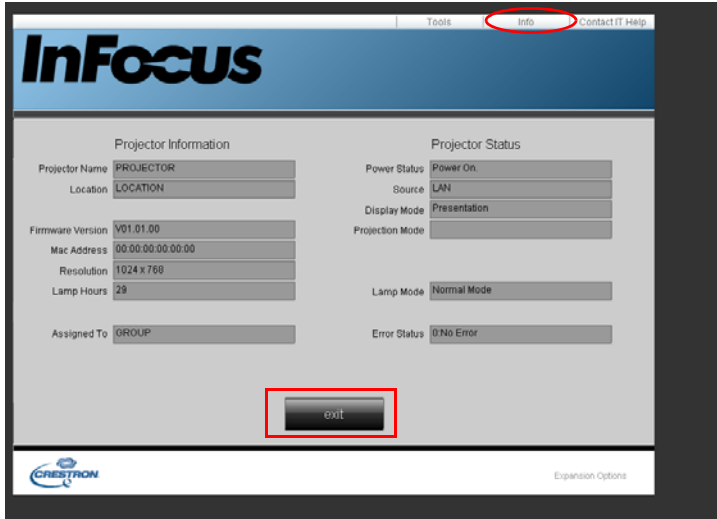 Tools Info Contact IT Help
InFocus
Projector Information Projector Status
Projector Name PROJECTOR Power Status Power On.
Location LOCATION Source LAN
Display Mode Presentation
Firmware Version V01.01.00 Projection Mode
Mac Address 00:00:00:00:00:00
Resolution 1024 x 768
Lamp Hours 29 Lamp Mode Normal Mode
Assigned To GROUP Error Status 0:No Error
exit
CRESTRON Expansion Options